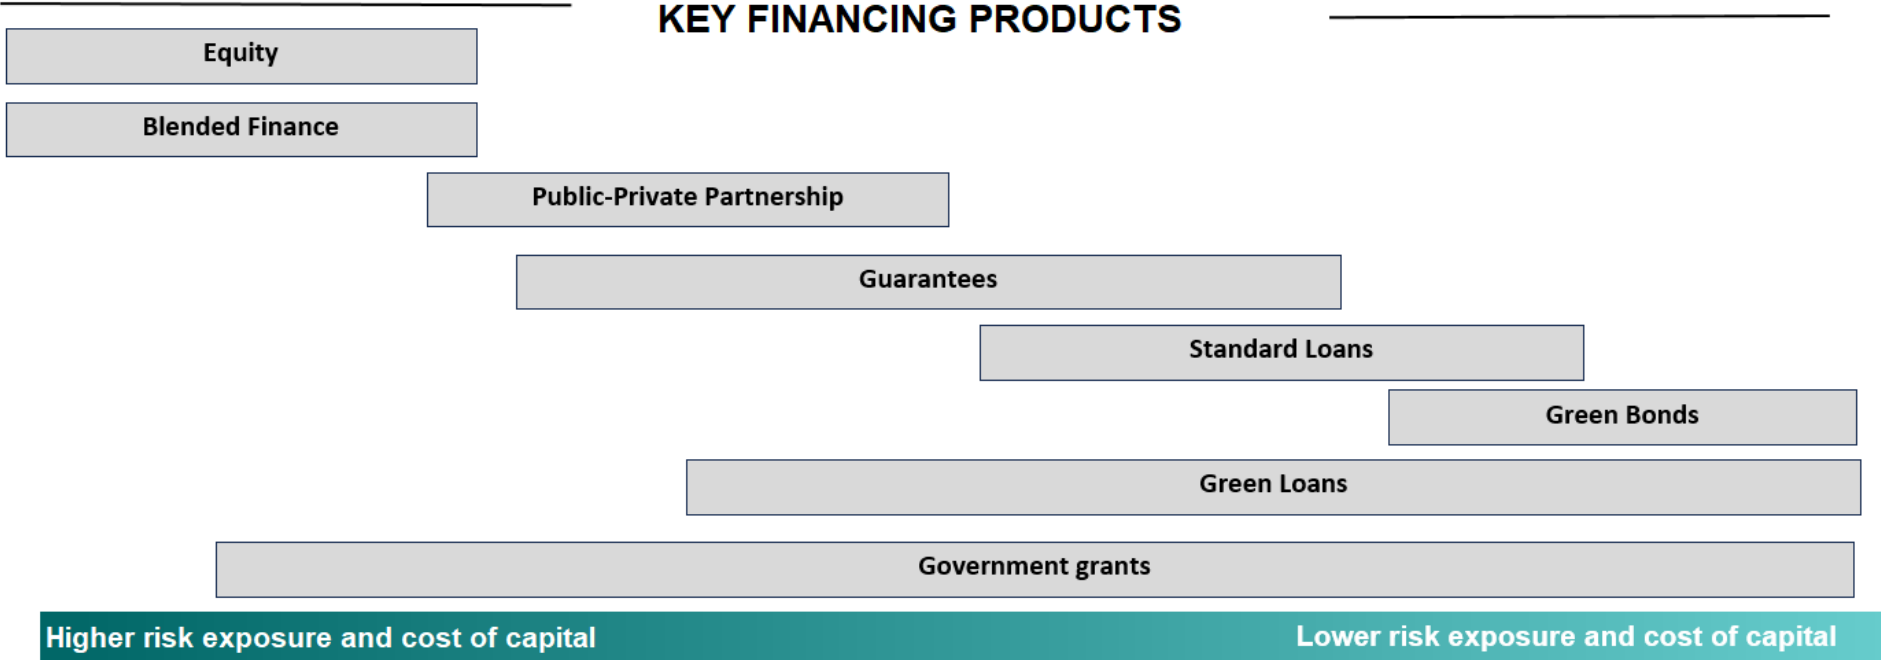 KEY FINANCING PRODUCTS
Equity
Blended Finance
Public-Private Partnership
Guarantees
Standard Loans
Green Bonds
Green Loans
Government grants
Higher risk exposure and cost of capital
Lower risk exposure and cost of capital